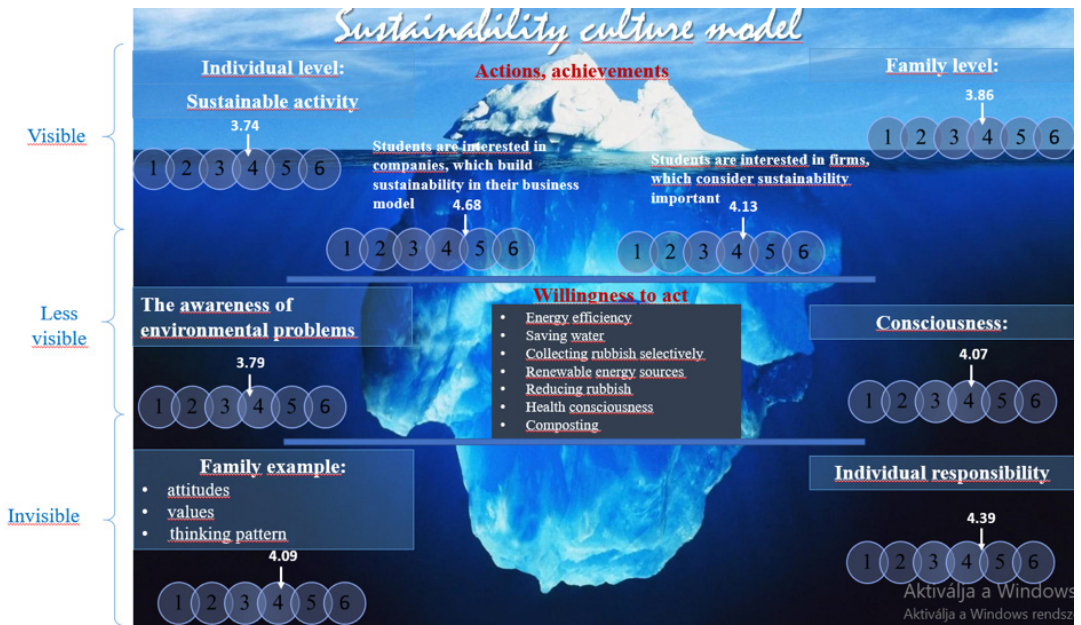 Sustainability culture model
Individual level:
Sustainable activity
3.74
1 2 3 4 5 6
Actions, achievements
Family level:
3.86
1 2 3 4 5 6
Visible
Students are interested in
companies, which build
sustainability in their business
model
4.68
1 2 3 4 5 6
Students are interested in firms,
which consider sustainability
important
4.13
1 2 3 4 5 6
Less
visible
The awareness of
environmental problems
3.79
1 2 3 4 5 6
Willingness to act
• Energy efficiency
• Saving water
• Collecting rubbish selectively
• Renewable energy sources
• Reducing rubbish
• Health consciousness
• Composting
Consciousness:
4.07
1 2 3 4 5 6
Invisible
Family example:
• attitudes
• values
• thinking pattern
4.09
1 2 3 4 5 6
Individual responsibility
4.39
1 2 3 4 5 6
Aktiválja a Windows
Aktiválja a Windows rendsz